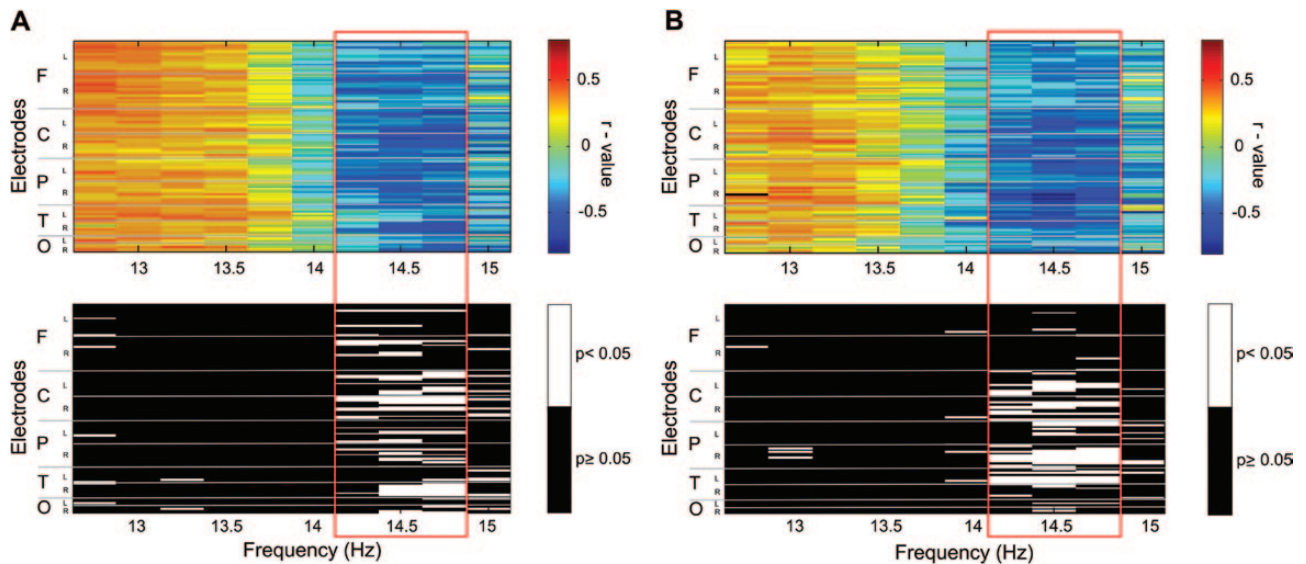 A
Electrodes
F
L
R
C
L
R
P
L
R
T
L
R
O
L
R
13 13.5 14 14.5 15
0.5
0
-0.5
r - value
Electrodes
F
L
R
C
L
R
P
L
R
T
L
R
O
L
R
13 13.5 14 14.5 15
Frequency (Hz)
p< 0.05
p≥ 0.05
B
Electrodes
F
L
R
C
L
R
P
L
R
T
L
R
O
L
R
13 13.5 14 14.5 15
0.5
0
-0.5
r - value
Electrodes
F
L
R
C
L
R
P
L
R
T
L
R
O
L
R
13 13.5 14 14.5 15
Frequency (Hz)
p< 0.05
p≥ 0.05